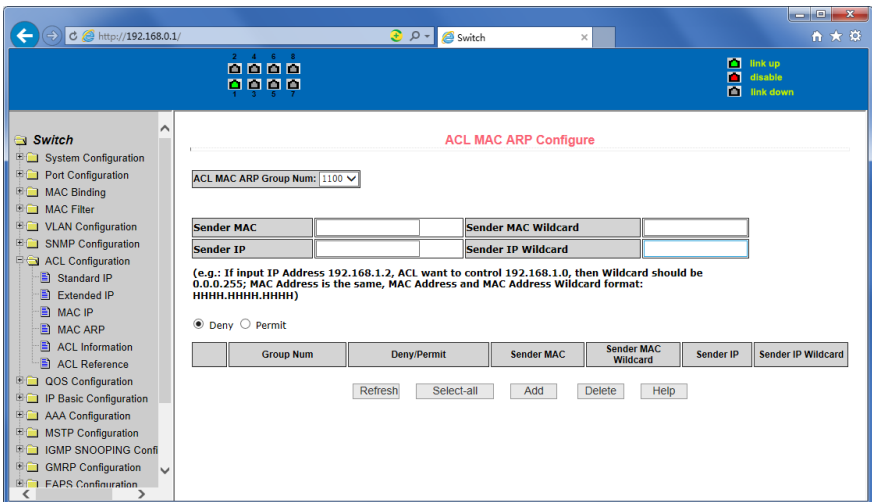 http://192.168.0.1/
Switch
2 4 6 8
1 3 5 7
link up
disable
link down
Switch
System Configuration
Port Configuration
MAC Binding
MAC Filter
VLAN Configuration
SNMP Configuration
ACL Configuration
Standard IP
Extended IP
MAC IP
MAC ARP
ACL Information
ACL Reference
QOS Configuration
IP Basic Configuration
AAA Configuration
MSTP Configuration
IGMP SNOOPING Confi
GMRP Configuration
EAPS Configuration
ACL MAC ARP Configure
ACL MAC ARP Group Num: 1100
Sender MAC Sender MAC Wildcard
Sender IP Sender IP Wildcard
(e.g.: If input IP Address 192.168.1.2, ACL want to control 192.168.1.0, then Wildcard should be
0.0.0.255; MAC Address is the same, MAC Address and MAC Address Wildcard format:
HHHH.HHHH.HHHH)
Deny Permit
Group Num Deny/Permit Sender MAC Sender MAC Wildcard Sender IP Sender IP Wildcard
Refresh Select-all Add Delete Help